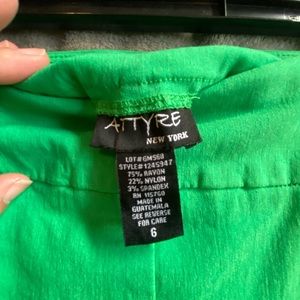 ATTYRE
NEW YORK
LOT#GMS60
STYLE#1245947
75% RAYON
22% NYLON
3% SPANDEX
RN 115760
MADE IN
GUATEMALA
SEE REVERSE
FOR CARE
6